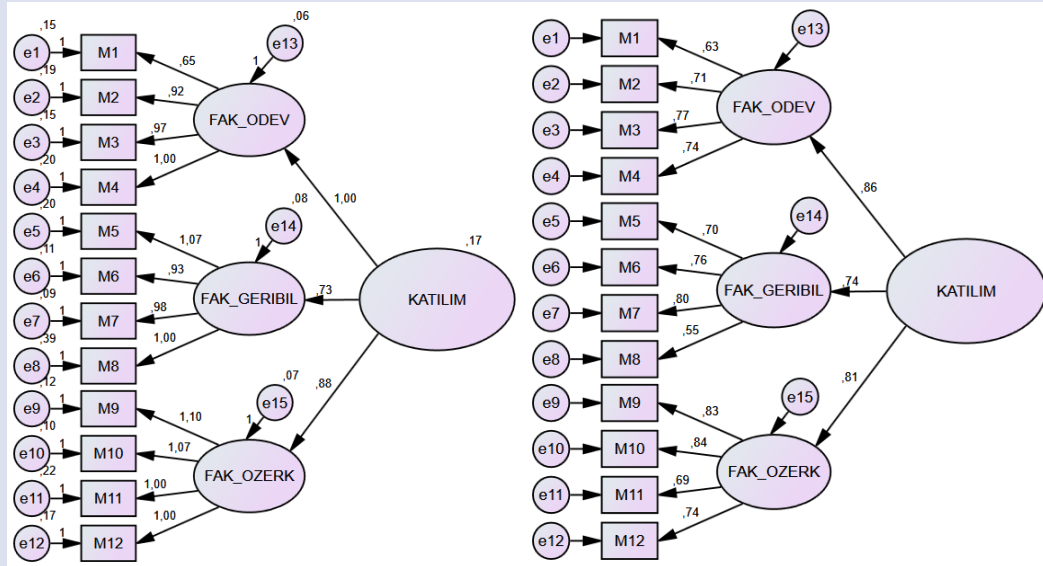 ,15
e1 1 M1
,19
e2 1 M2
,15
e3 1 M3
,20
e4 1 M4
,20
e5 1 M5
,11
e6 1 M6
,09
e7 1 M7
,39
e8 1 M8
,12
e9 1 M9
,10
e10 1 M10
,22
e11 1 M11
,17
e12 1 M12
,65
,92
,97
1,00
,06
e13
1
FAK_ODEV
1,07
,93
,98
1,00
,08
e14
1
FAK_GERIBIL
1,10
1,07
1,00
1,00
,07
e15
1
FAK_OZERK
1,00
,73
,88
,17
KATILIM
e1 M1
e2 M2
e3 M3
e4 M4
e5 M5
e6 M6
e7 M7
e8 M8
e9 M9
e10 M10
e11 M11
e12 M12
,63
,71
,77
,74
e13
FAK_ODEV
,70
,76
,80
,55
e14
FAK_GERIBIL
,83
,84
,69
,74
e15
FAK_OZERK
,86
,74
,81
KATILIM